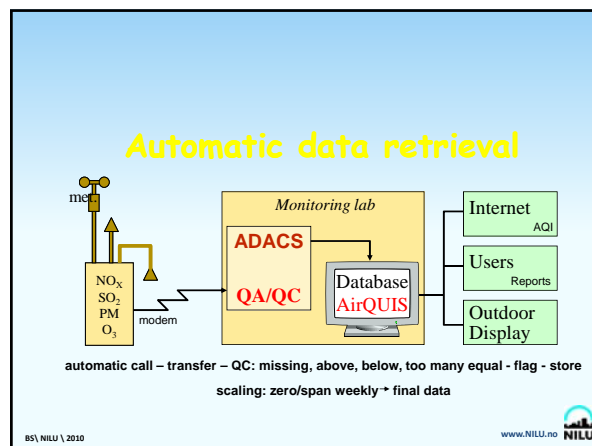 Automatic data retrieval
met.
NOX
SO2
PM
O3
modem
Monitoring lab
ADACS
QA/QC
Database
AirQUIS
Internet
AQI
Users
Reports
Outdoor
Display
automatic call – transfer – QC: missing, above, below, too many equal - flag - store
scaling: zero/span weekly → final data
BS\ NILU \ 2010
www.NILU.no
NILU